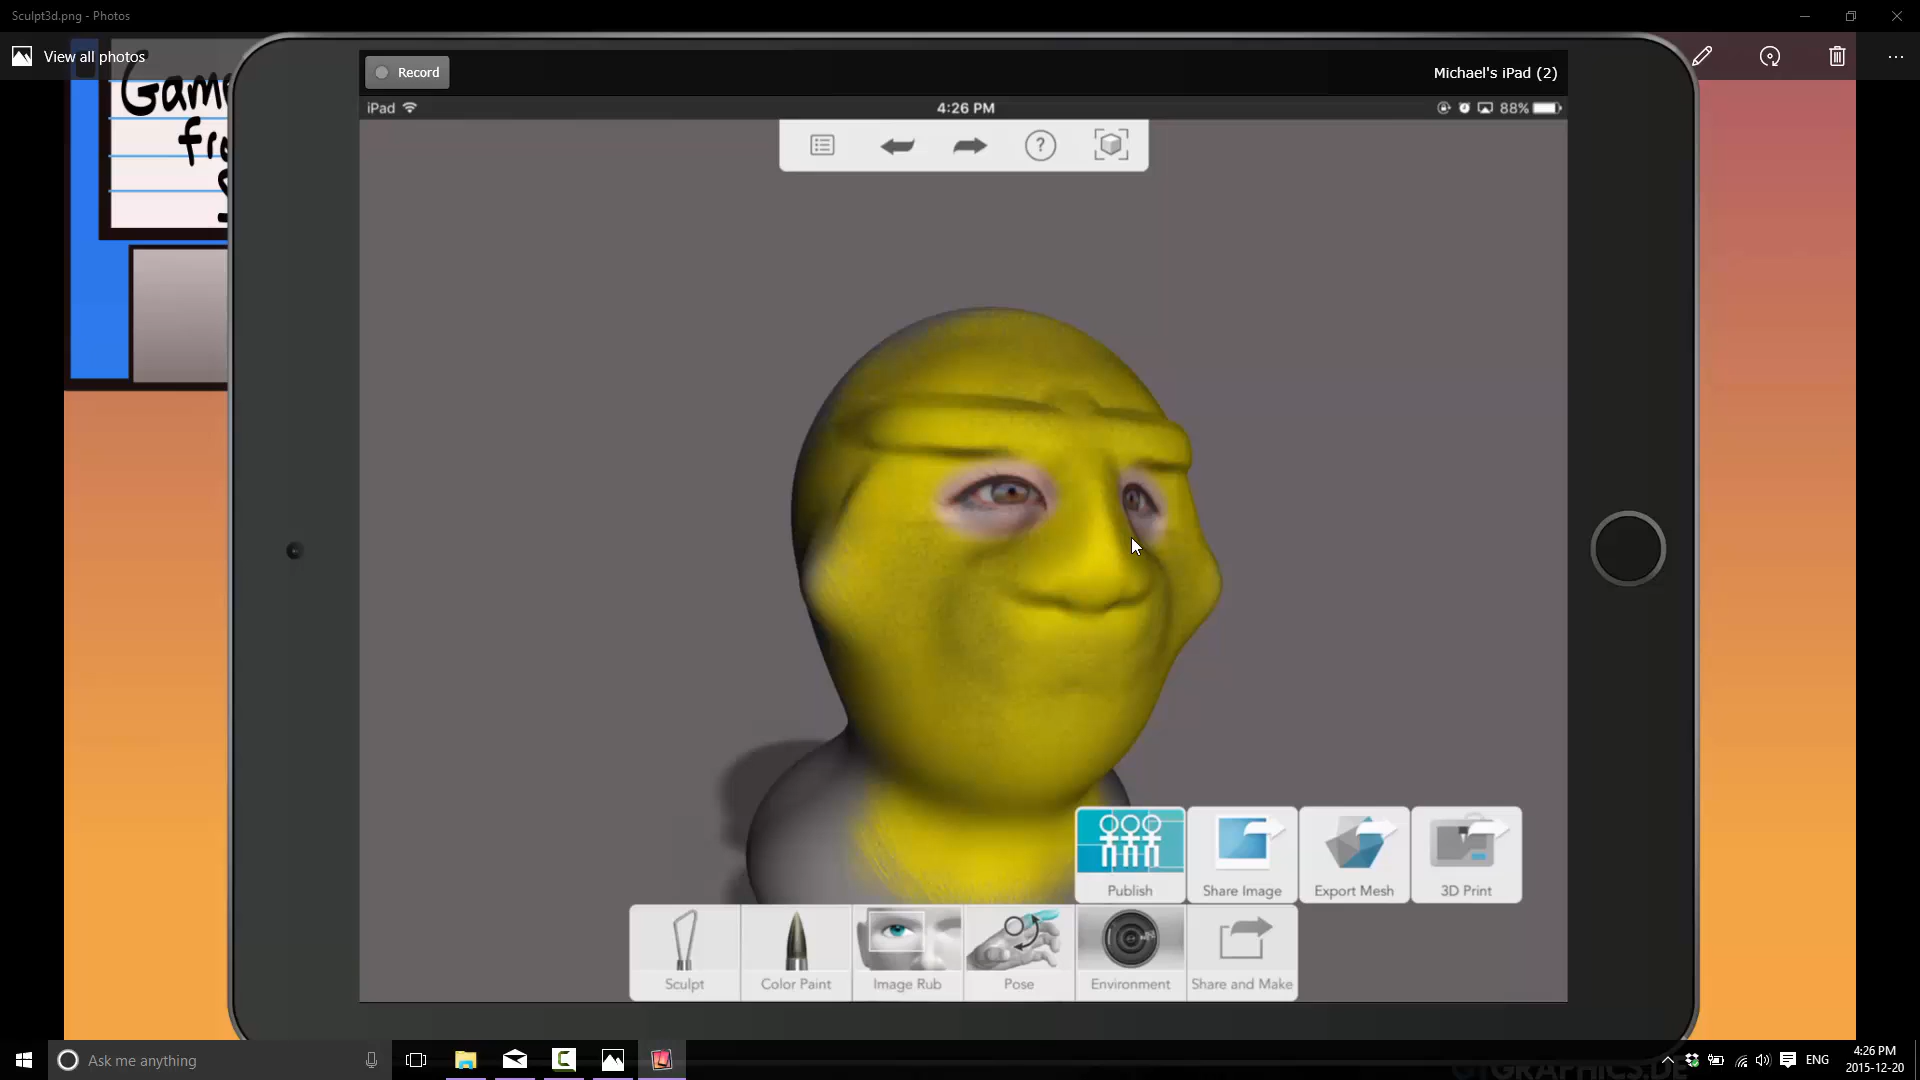 Sculpt3d.png - Photos
View all photos
Game
fro
Record
Michael's iPad (2)
iPad
4:26 PM
88%
?
Publish
Share Image
Export Mesh
3D Print
Sculpt
Color Paint
Image Rub
Pose
Environment
Share and Make
Ask me anything
ENG
4:26 PM
2015-12-20